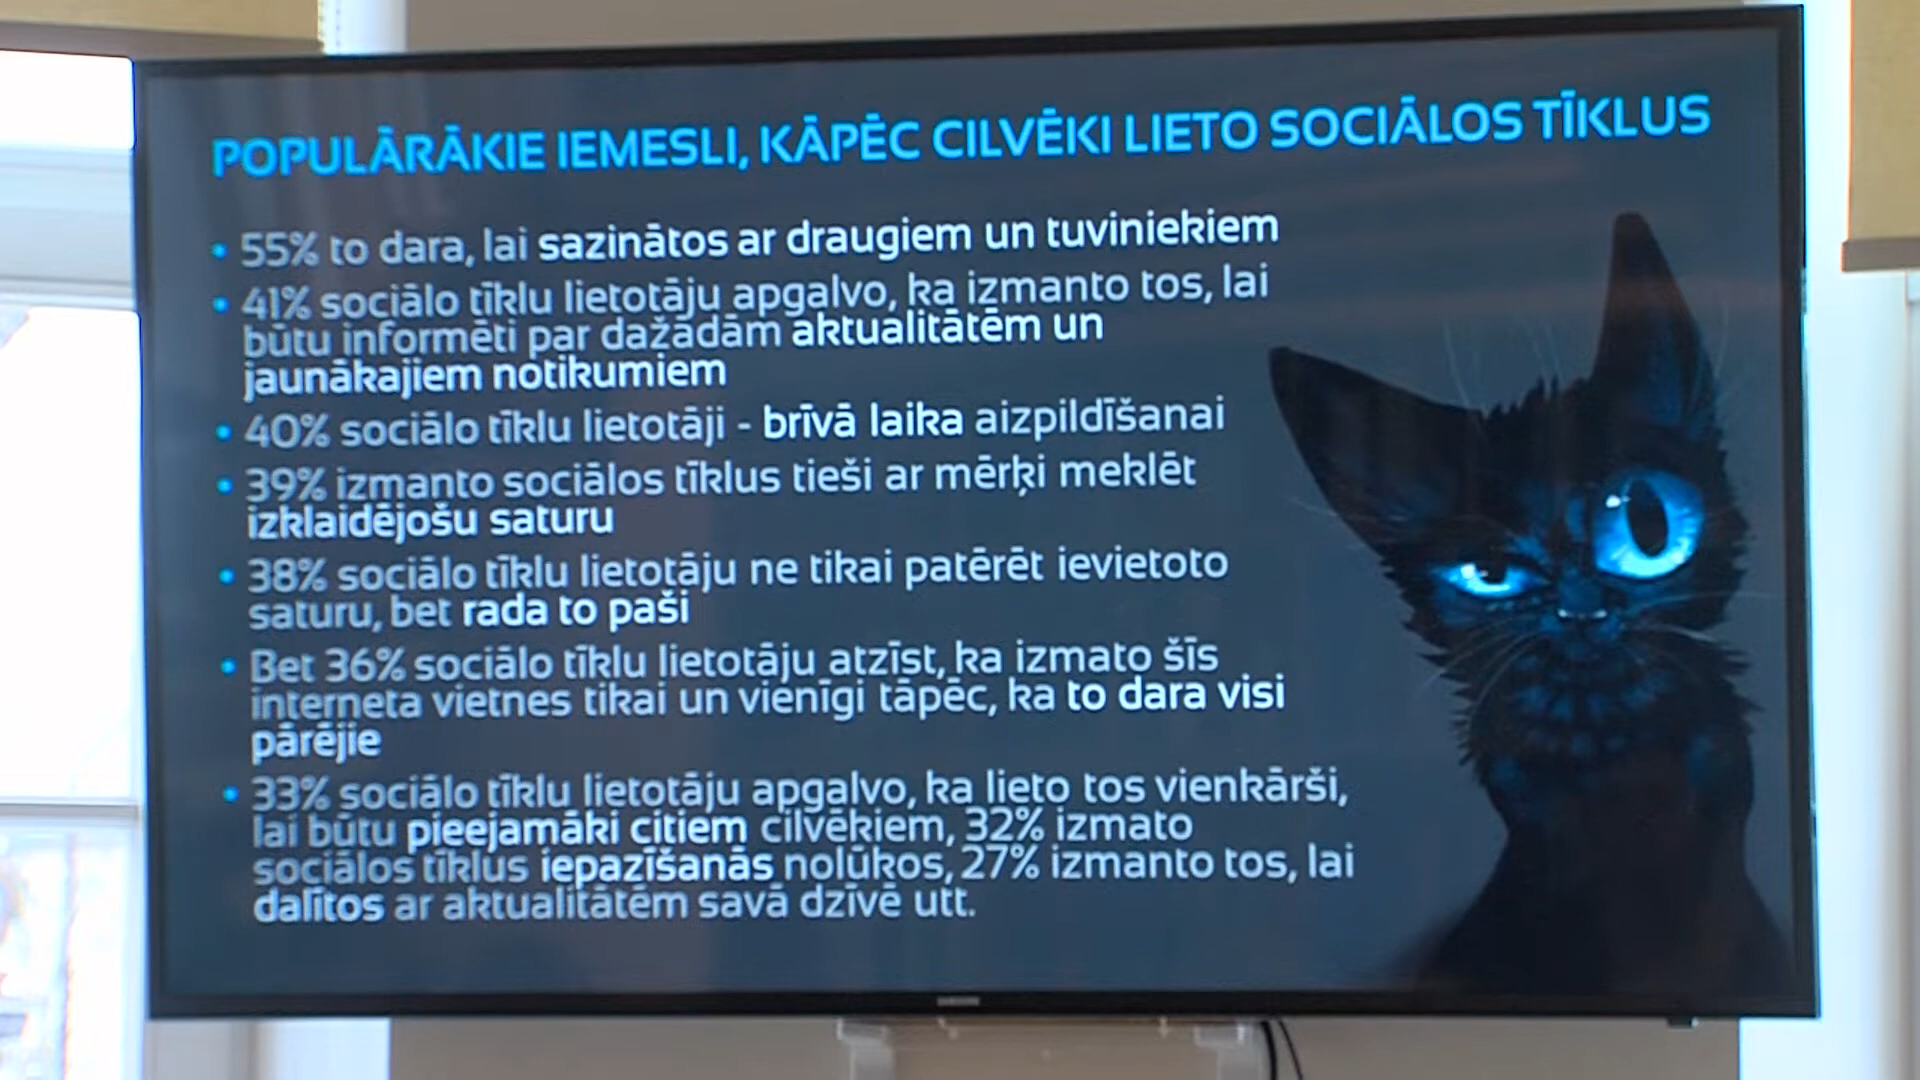 POPULĀRĀKIE IEMESLI, KĀPĒC CILVĒKI LIETO SOCIĀLOS TĪKLUS
• 55% to dara, lai sazinātos ar draugiem un tuviniekiem
• 41% sociālo tīklu lietotāju apgalvo, ka izmanto tos, lai
būtu informēti par dažādām aktualitātēm un
jaunākajiem notikumiem
• 40% sociālo tīklu lietotāji - brīvā laika aizpildīšanai
• 39% izmanto sociālos tīklus tieši ar mērķi meklēt
izklaidējošu saturu
• 38% sociālo tīklu lietotāju ne tikai patērēt ievietoto
saturu, bet rada to paši
• Bet 36% sociālo tīklu lietotāju atzīst, ka izmato šīs
interneta vietnes tikai un vienīgi tāpēc, ka to dara visi
pārējie
• 33% sociālo tīklu lietotāju apgalvo, ka lieto tos vienkārši,
lai būtu pieejamāki citiem cilvēkiem, 32% izmato
sociālos tīklus iepazīšanās nolūkos, 27% izmanto tos, lai
dalītos ar aktualitātēm savā dzīvē utt.
SAMSUNG